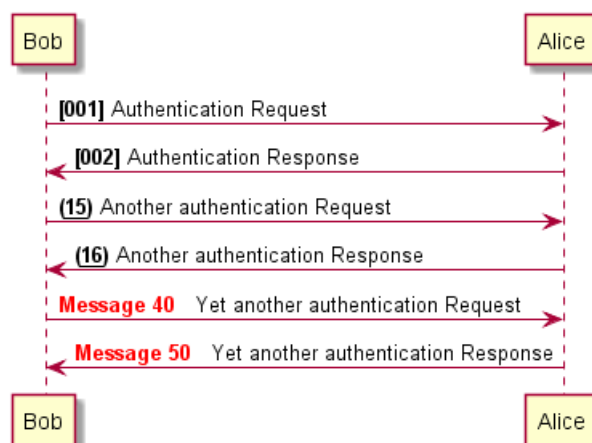 Bob Alice
[001] Authentication Request
[002] Authentication Response
(15) Another authentication Request
(16) Another authentication Response
Message 40 Yet another authentication Request
Message 50 Yet another authentication Response
Bob Alice